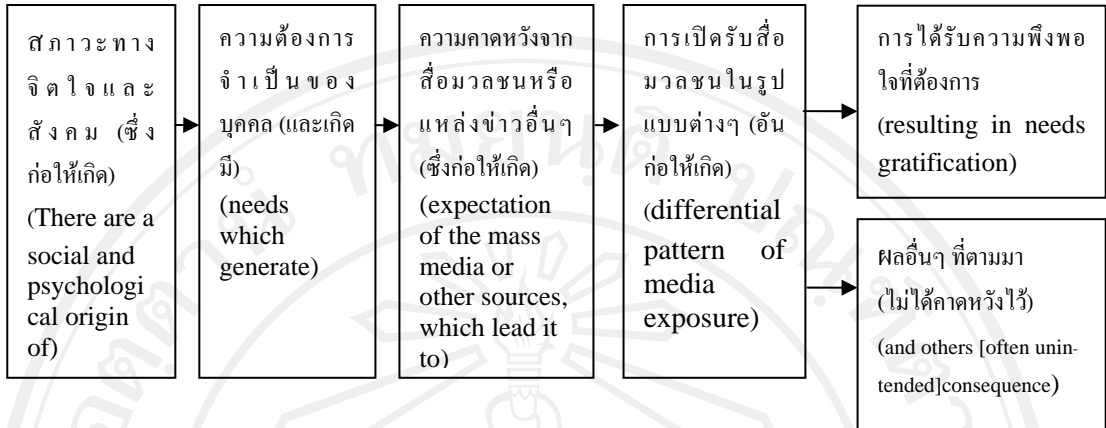 สภาวะทาง
จิตใจและ
สังคม (ซึ่ง
ก่อให้เกิด)
(There are a
social and
psychologi
cal origin
of)
ความต้องการ
จำเป็นของ
บุคคล (และเกิด
มี)
(needs
which
generate)
ความคาดหวังจาก
สื่อมวลชนหรือ
แหล่งข่าวอื่นๆ
(ซึ่งก่อให้เกิด)
(expectation
of the mass
media or
other sources,
which lead it
to)
การเปิดรับสื่อ
มวลชนในรูป
แบบต่างๆ (อัน
ก่อให้เกิด)
(differential
pattern of
media
exposure)
การได้รับความพึงพอ
ใจที่ต้องการ
(resulting in needs
gratification)
ผลอื่นๆ ที่ตามมา
(ไม่ได้คาดหวังไว้)
(and others [often unin-
tended]consequence)